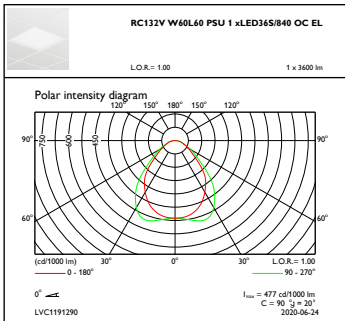 RC132V W60L60 PSU 1 xLED36S/840 OC EL
L.O.R.= 1.00 1 x 3600 lm
Polar intensity diagram
120° 150° 180° 150° 120°
90° 750 600 450 90°
60° 60°
(cd/1000 lm) 30° 0° 30° L.O.R.= 1.00
0 - 180° 90 - 270°
0° Imax = 477 cd/1000 lm
C = 90 °g = 20°
LVC1191290 2020-06-24